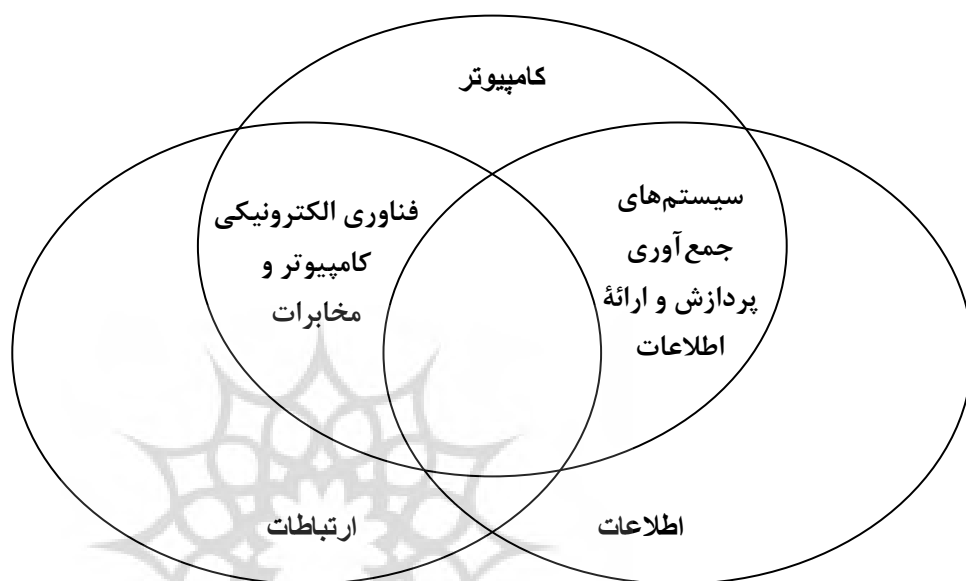 کامپیوتر
سیستم‌های
جمع‌آوری
پردازش و ارائهٔ
اطلاعات
فناوری الکترونیکی
کامپیوتر و
مخابرات
اطلاعات
ارتباطات